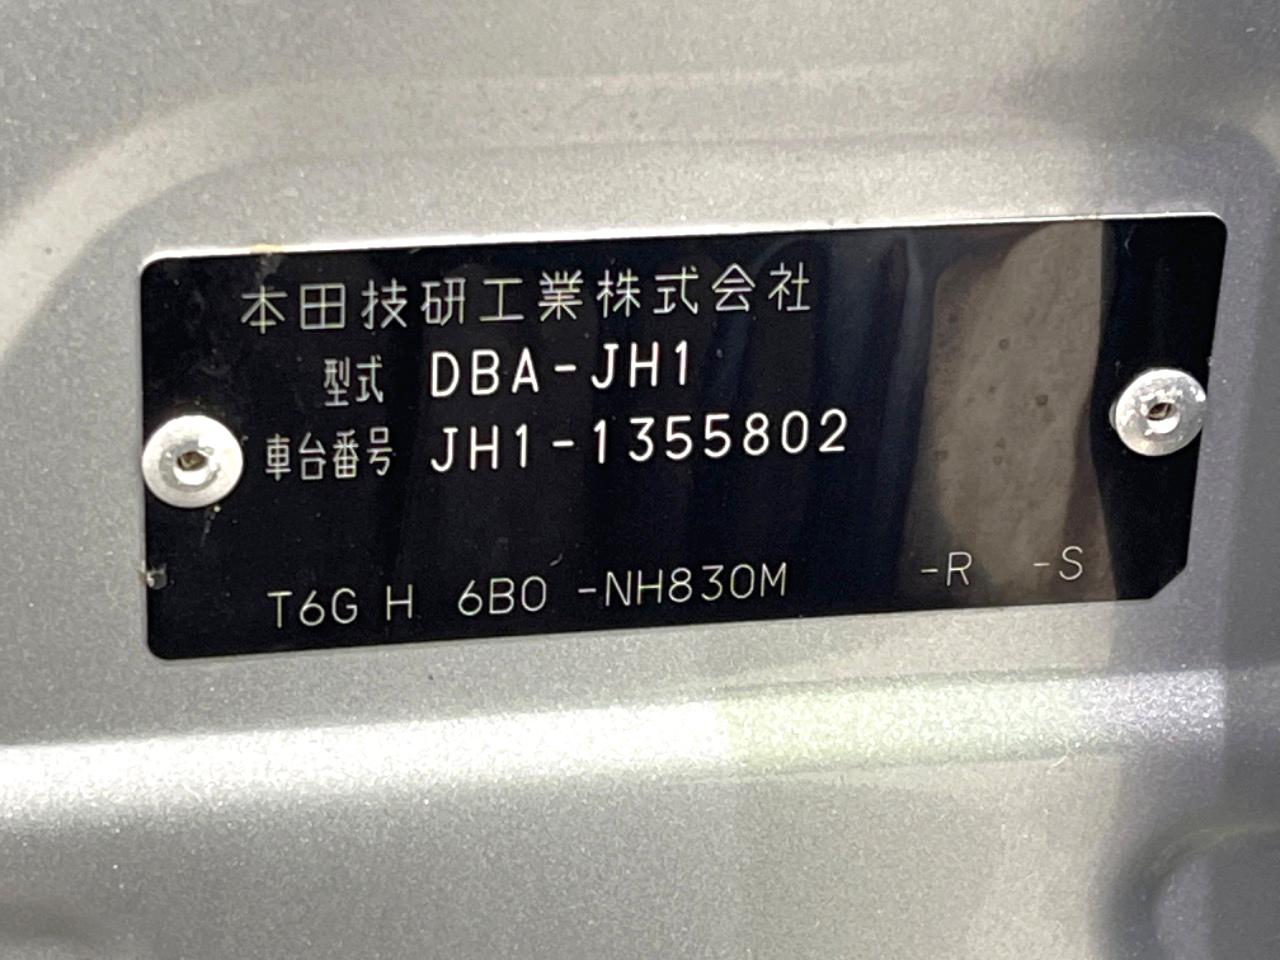 本田技研工業株式会社
型式 DBA-JH1
車台番号 JH1-1355802
T6G H 6B0 -NH830M -R -S